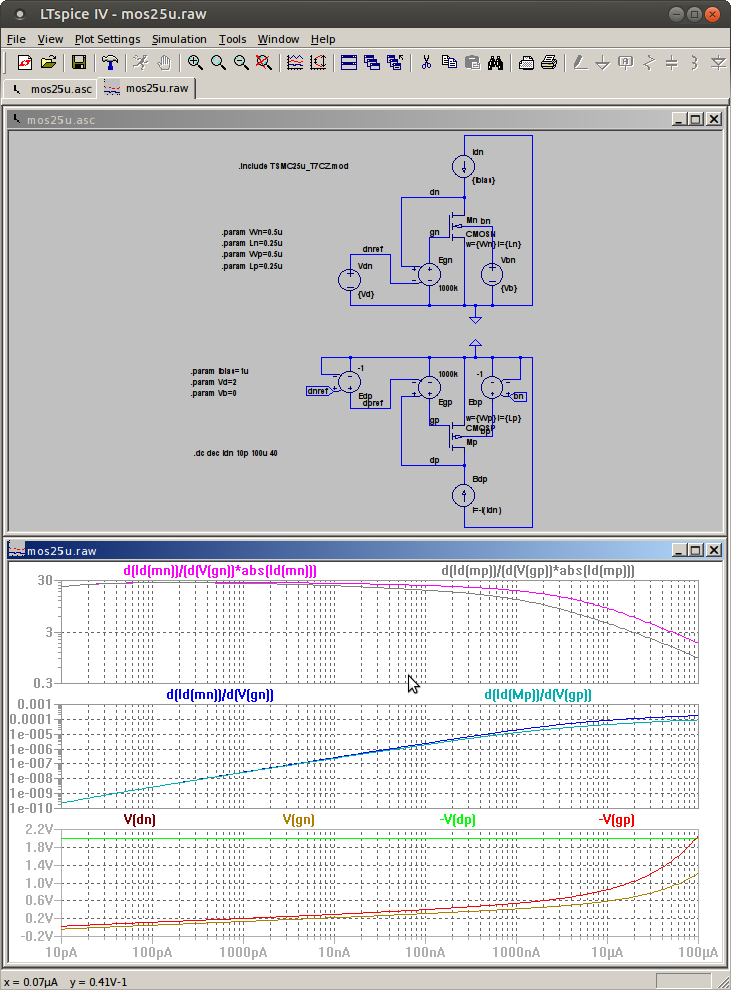 LTspice IV - mos25u.raw
File View Plot Settings Simulation Tools Window Help
mos25u.asc mos25u.raw
mos25u.asc
.include TSMC25u_T7CZ.mod
Idn
{Ibias}
dn
.param Wn=0.5u
.param Ln=0.25u
.param Wp=0.5u
.param Lp=0.25u
gn
Mn bn
CMOSN
w={Wn} l={Ln}
dnref
Vdn
{Vd}
Egn
1000k
Vbn
{Vb}
.param Ibias=1u
.param Vd=2
.param Vb=0
-1
dnref
Edp
dpref
1000k
Egp
-1
Ebp
bn
gp
w={Wp} l={Lp}
CMOSP
bp
Mp
dp
.dc dec Idn 10p 100u 40
Bdp
I=-I(Idn)
mos25u.raw
d(Id(mn))/(d(V(gn))*abs(Id(mn))) d(Id(mp))/(d(V(gp))*abs(Id(mp)))
30
3
0.3
d(Id(mn))/d(V(gn)) d(Id(Mp))/d(V(gp))
0.001
0.0001
1e-005
1e-006
1e-007
1e-008
1e-009
1e-010
V(dn) V(gn) -V(dp) -V(gp)
2.2V
1.8V
1.4V
1.0V
0.6V
0.2V
-0.2V
10pA 100pA 1000pA 10nA 100nA 1000nA 10µA 100µA
x = 0.07µA y = 0.41V-1